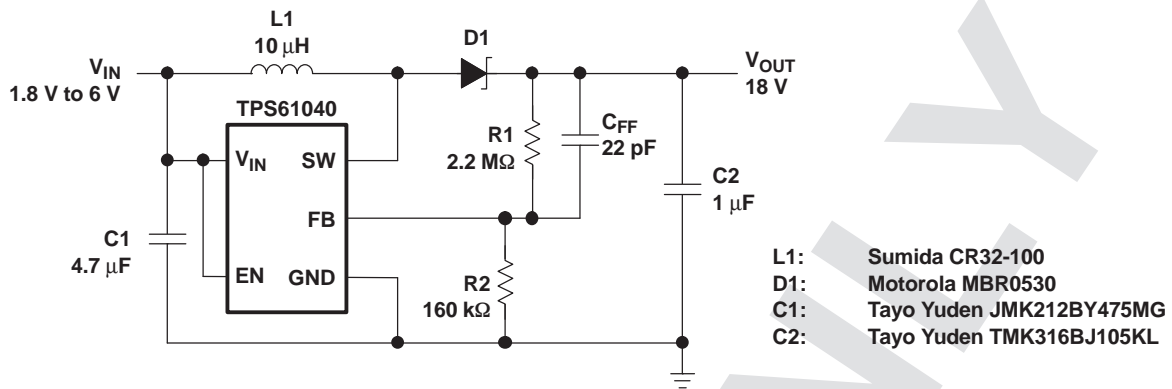 L1
10 μH
D1
VIN
1.8 V to 6 V
VOUT
18 V
TPS61040
VIN
SW
FB
EN
GND
R1
2.2 MΩ
CFF
22 pF
C2
1 μF
C1
4.7 μF
R2
160 kΩ
L1: Sumida CR32-100
D1: Motorola MBR0530
C1: Tayo Yuden JMK212BY475MG
C2: Tayo Yuden TMK316BJ105KL